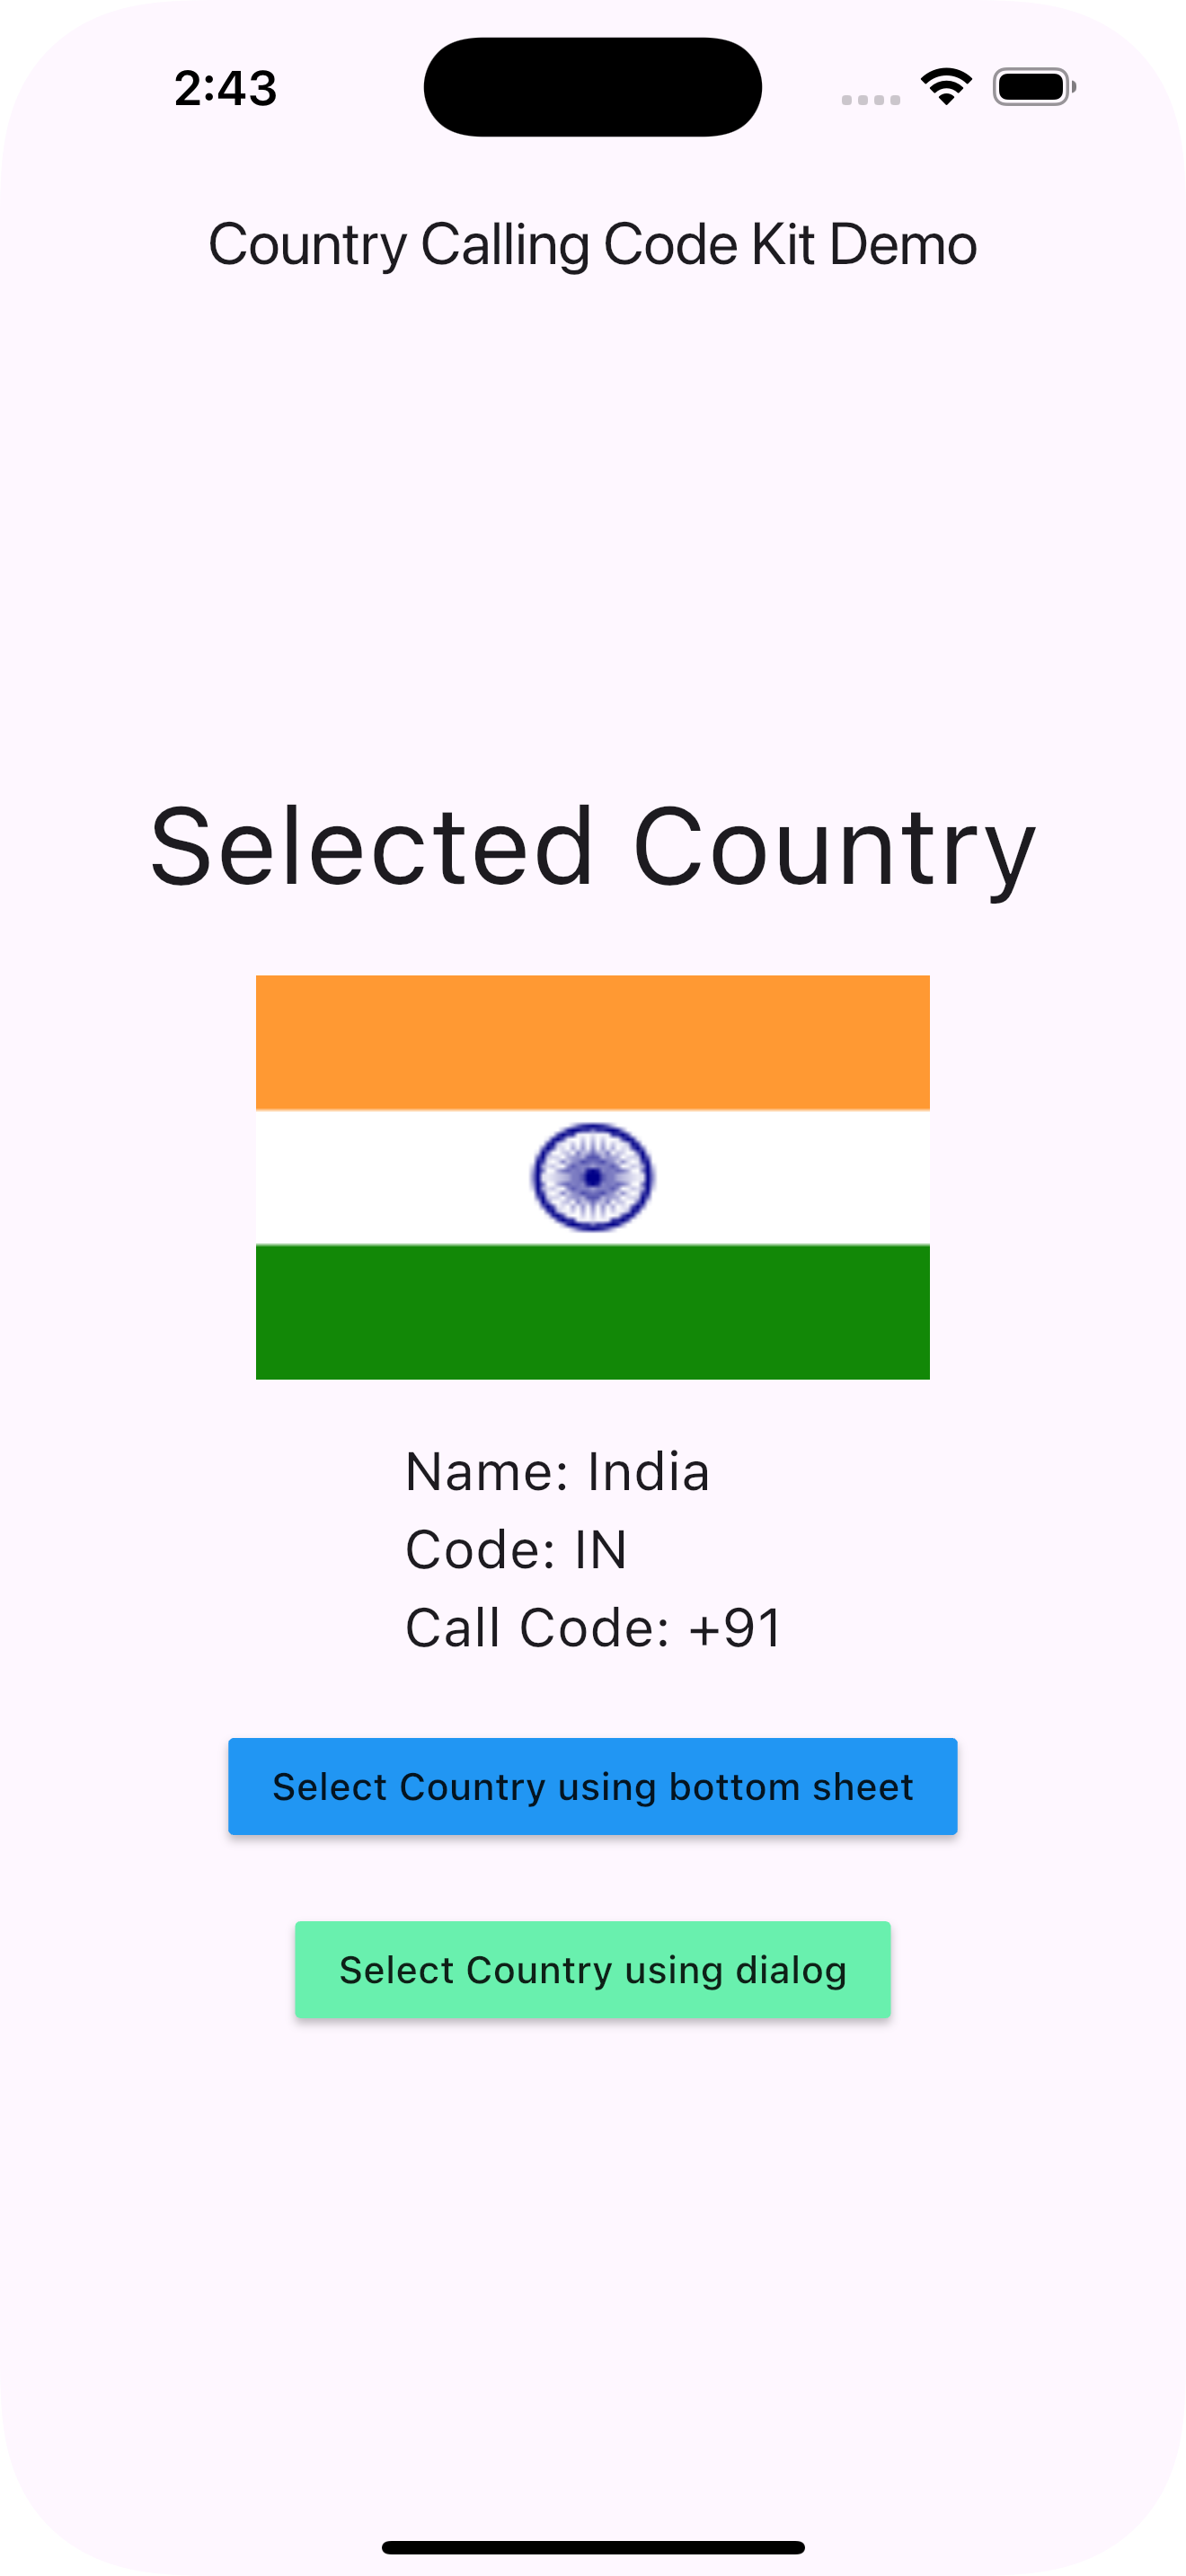 2:43
Country Calling Code Kit Demo
Selected Country
Name: India
Code: IN
Call Code: +91
Select Country using bottom sheet
Select Country using dialog